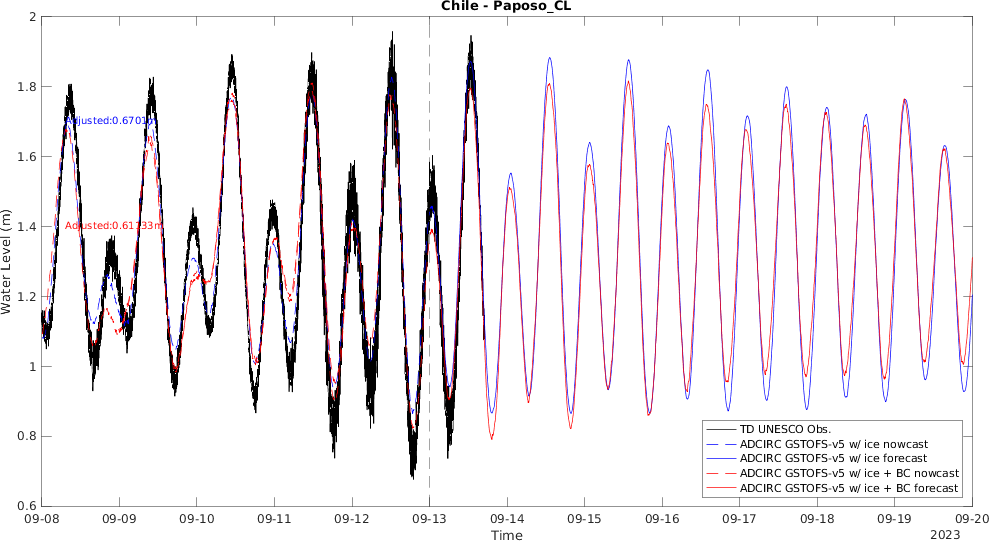 Chile - Paposo_CL
2
1.8
1.6
1.4
1.2
1
0.8
0.6
Water Level (m)
Adjusted:0.6701m
Adjusted:0.61133m
TD UNESCO Obs.
ADCIRC GSTOFS-v5 w/ ice nowcast
ADCIRC GSTOFS-v5 w/ ice forecast
ADCIRC GSTOFS-v5 w/ ice + BC nowcast
ADCIRC GSTOFS-v5 w/ ice + BC forecast
09-08 09-09 09-10 09-11 09-12 09-13 09-14 09-15 09-16 09-17 09-18 09-19 09-20
Time
2023